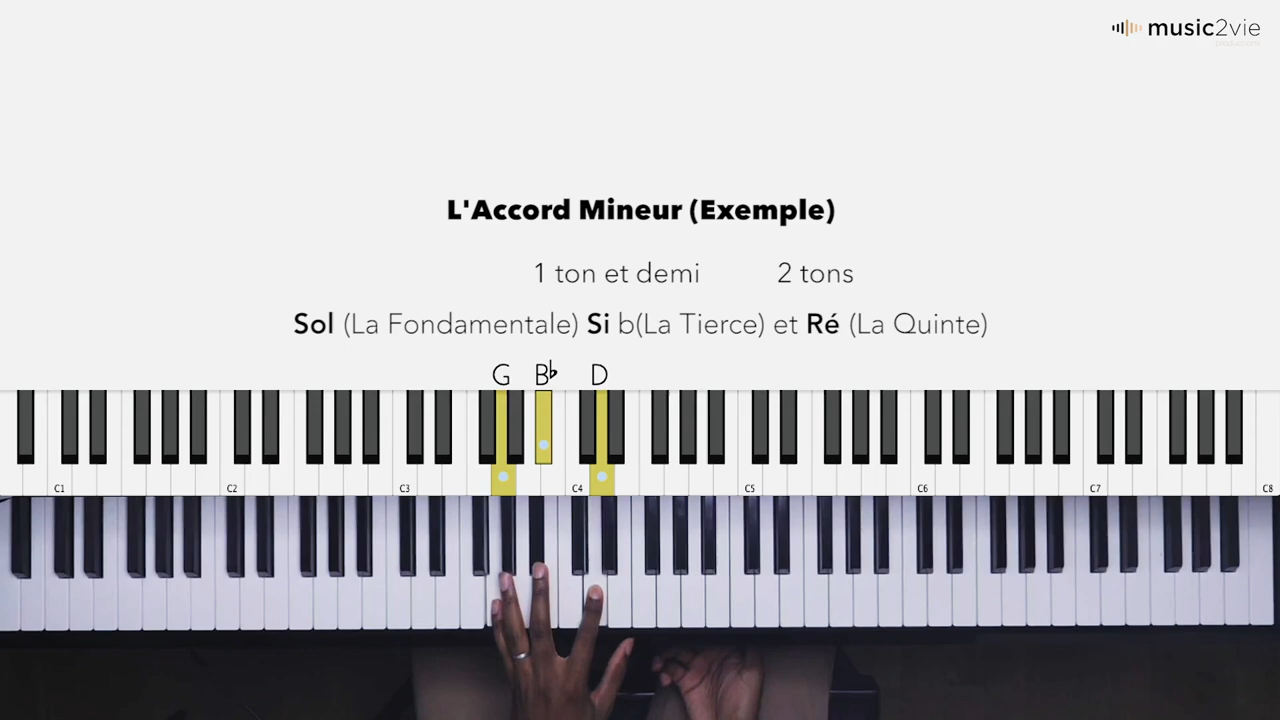 music2vie
productions
L'Accord Mineur (Exemple)
1 ton et demi 2 tons
Sol (La Fondamentale) Si b(La Tierce) et Ré (La Quinte)
G B♭ D
C1 C2 C3 C4 C5 C6 C7 C8